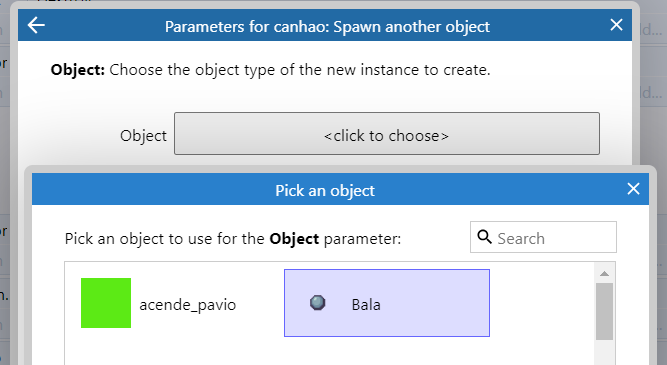 Parameters for canhao: Spawn another object
Object: Choose the object type of the new instance to create.
Object
<click to choose>
Pick an object
Pick an object to use for the Object parameter:
Search
acende_pavio
Bala